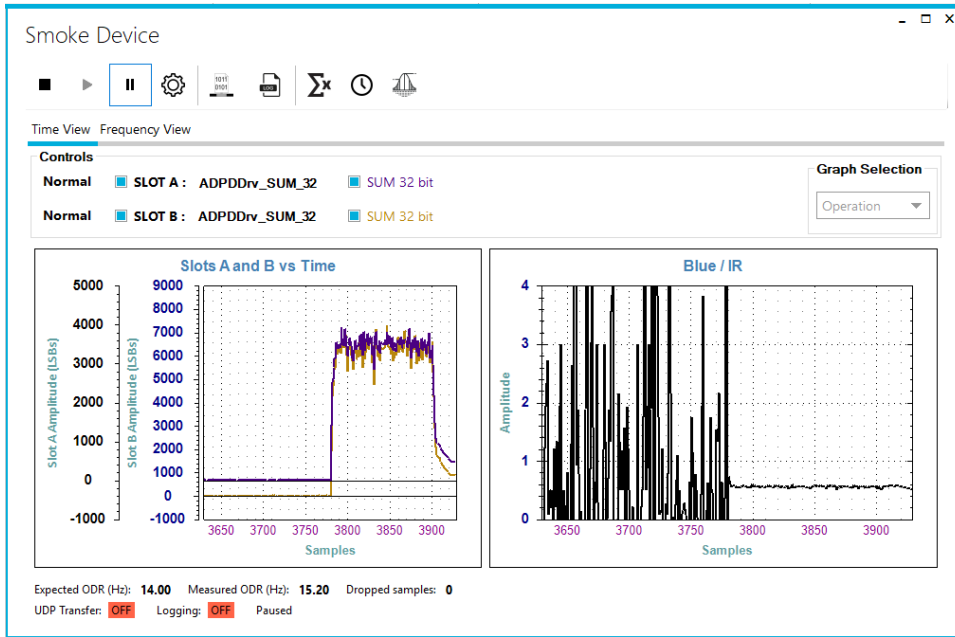 Smoke Device
1011
0101
LOG
Σx
Time View Frequency View
Controls
Normal SLOT A : ADPDDrv_SUM_32 SUM 32 bit
Normal SLOT B : ADPDDrv_SUM_32 SUM 32 bit
Graph Selection
Operation
Slots A and B vs Time
Slot A Amplitude (LSBs)
5000
4000
3000
2000
1000
0
-1000
Slot B Amplitude (LSBs)
9000
8000
7000
6000
5000
4000
3000
2000
1000
0
-1000
3650 3700 3750 3800 3850 3900
Samples
Blue / IR
Amplitude
4
3
2
1
0
3650 3700 3750 3800 3850 3900
Samples
Expected ODR (Hz): 14.00 Measured ODR (Hz): 15.20 Dropped samples: 0
UDP Transfer: OFF Logging: OFF Paused